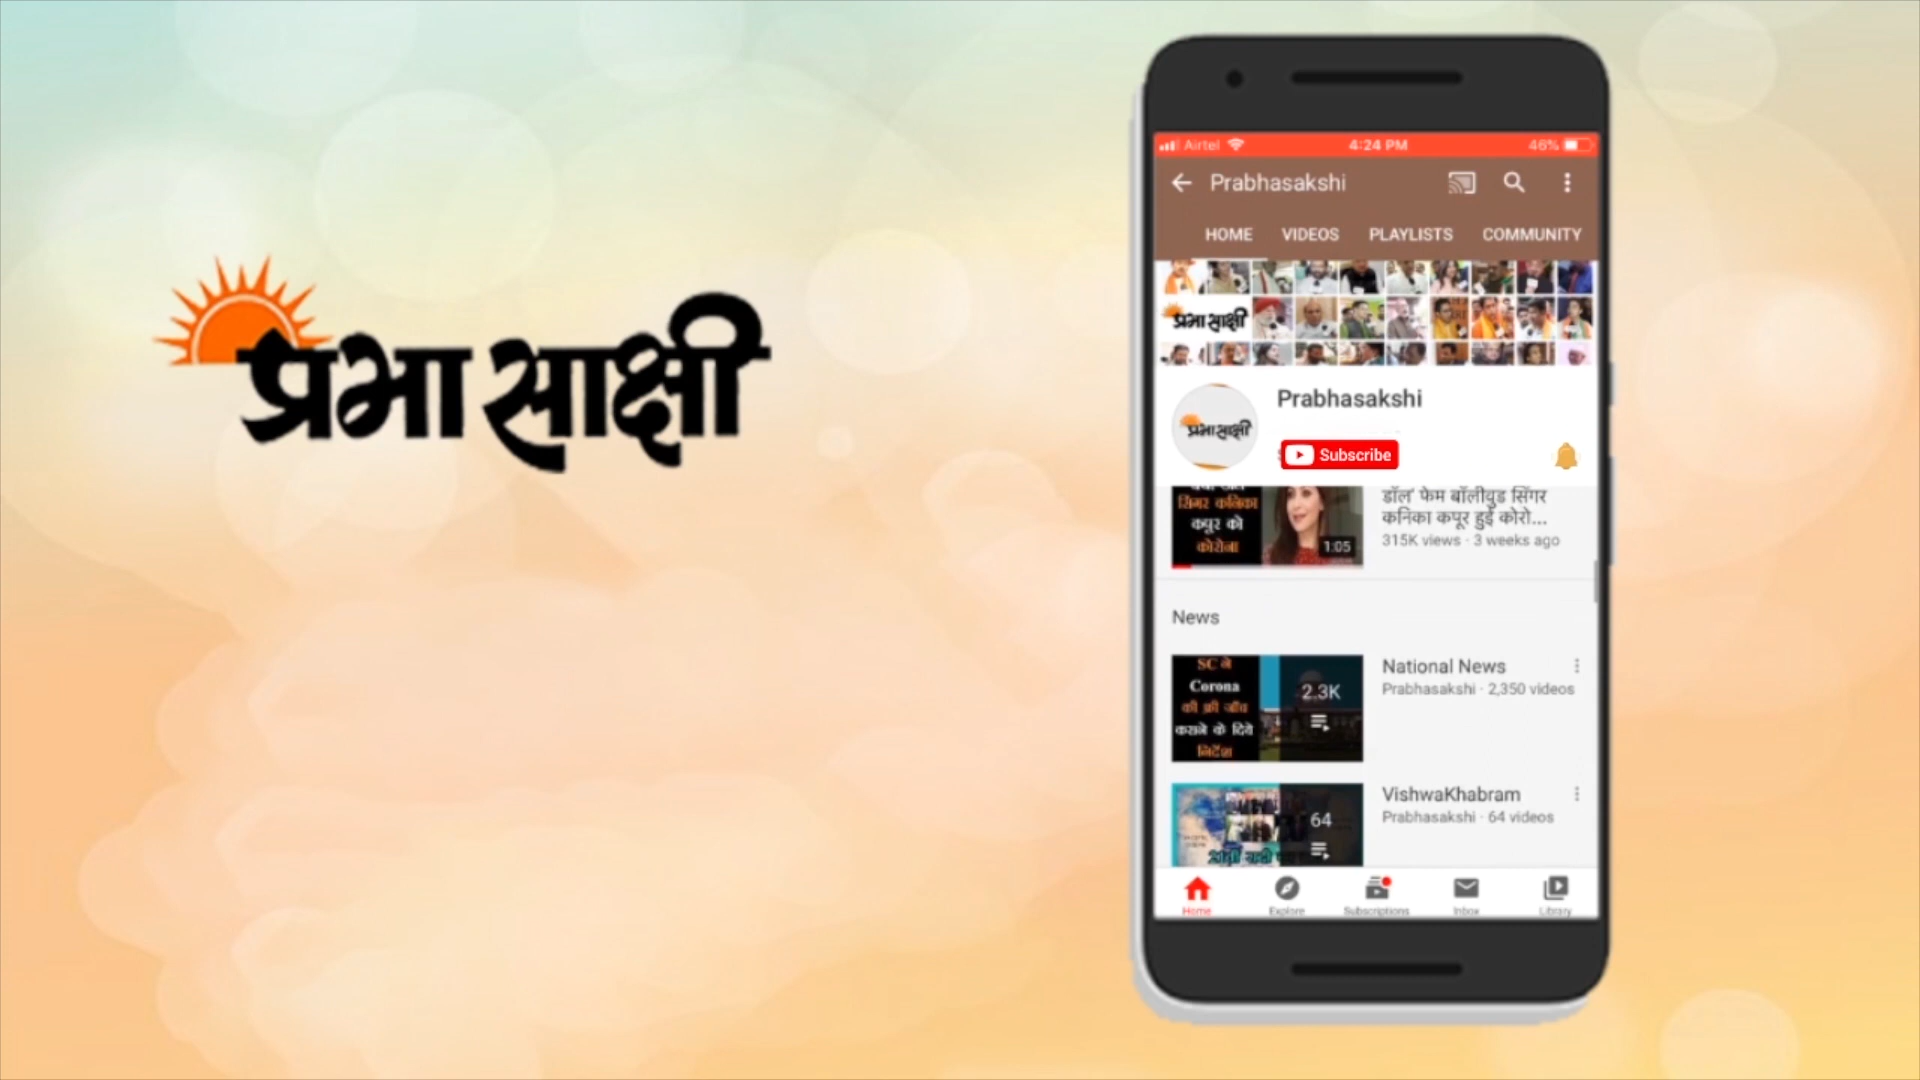 प्रभासाक्षी
Airtel 4:24 PM 46%
Prabhasakshi
HOME VIDEOS PLAYLISTS COMMUNITY
प्रभासाक्षी
Prabhasakshi
प्रभासाक्षी
Subscribe
सिंगर कनिका
कपूर को
कोरोना
1:05
डॉल' फेम बॉलीवुड सिंगर
कनिका कपूर हुई कोरो...
315K views · 3 weeks ago
News
SC ने
Corona
की फ्री जाँच
कराने के दिये
निर्देश
2.3K
National News
Prabhasakshi · 2,350 videos
64
VishwaKhabram
Prabhasakshi · 64 videos
Home Explore Subscriptions Inbox Library